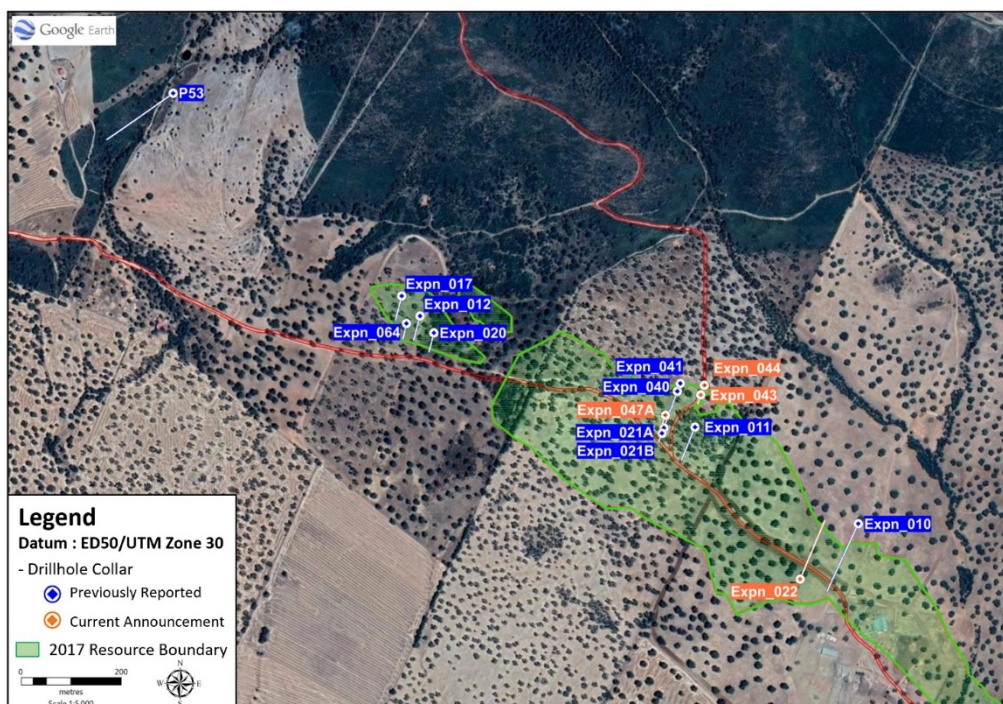 Google Earth
P53
Expn_017
Expn_012
Expn_064
Expn_020
Expn_041
Expn_044
Expn_040
Expn_043
Expn_047A
Expn_021A
Expn_011
Expn_021B
Expn_010
Expn_022
Legend
Datum : ED50/UTM Zone 30
- Drillhole Collar
Previously Reported
Current Announcement
2017 Resource Boundary
0 200
metres
Scale 1:5,000
N
W E
S